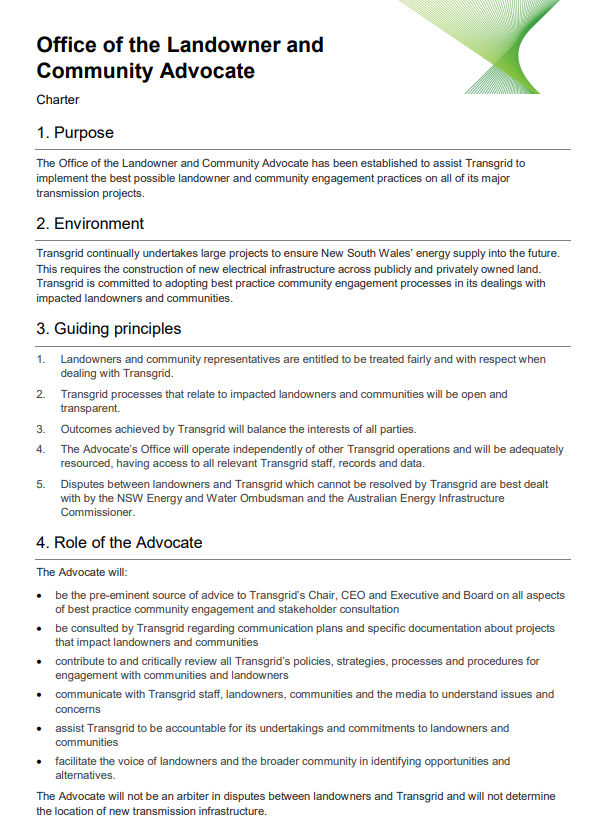 Office of the Landowner and
Community Advocate
Charter
1. Purpose
The Office of the Landowner and Community Advocate has been established to assist Transgrid to
implement the best possible landowner and community engagement practices on all of its major
transmission projects.
2. Environment
Transgrid continually undertakes large projects to ensure New South Wales' energy supply into the future.
This requires the construction of new electrical infrastructure across publicly and privately owned land.
Transgrid is committed to adopting best practice community engagement processes in its dealings with
impacted landowners and communities.
3. Guiding principles
1. Landowners and community representatives are entitled to be treated fairly and with respect when
dealing with Transgrid.
2. Transgrid processes that relate to impacted landowners and communities will be open and
transparent.
3. Outcomes achieved by Transgrid will balance the interests of all parties.
4. The Advocate's Office will operate independently of other Transgrid operations and will be adequately
resourced, having access to all relevant Transgrid staff, records and data.
5. Disputes between landowners and Transgrid which cannot be resolved by Transgrid are best dealt
with by the NSW Energy and Water Ombudsman and the Australian Energy Infrastructure
Commissioner.
4. Role of the Advocate
The Advocate will:
• be the pre-eminent source of advice to Transgrid's Chair, CEO and Executive and Board on all aspects
of best practice community engagement and stakeholder consultation
• be consulted by Transgrid regarding communication plans and specific documentation about projects
that impact landowners and communities
• contribute to and critically review all Transgrid's policies, strategies, processes and procedures for
engagement with communities and landowners
• communicate with Transgrid staff, landowners, communities and the media to understand issues and
concerns
• assist Transgrid to be accountable for its undertakings and commitments to landowners and
communities
• facilitate the voice of landowners and the broader community in identifying opportunities and
alternatives.
The Advocate will not be an arbiter in disputes between landowners and Transgrid and will not determine
the location of new transmission infrastructure.